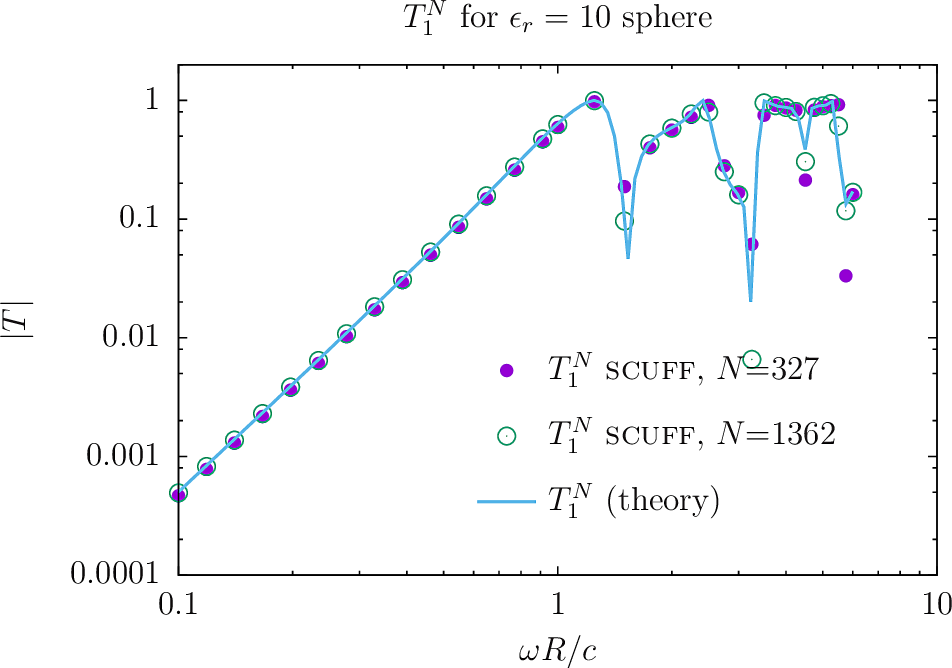 T_1^N for ϵ_r = 10 sphere
|T|
1
0.1
0.01
0.001
0.0001
T_1^N SCUFF, N=327
T_1^N SCUFF, N=1362
T_1^N (theory)
0.1 1 10
ωR/c